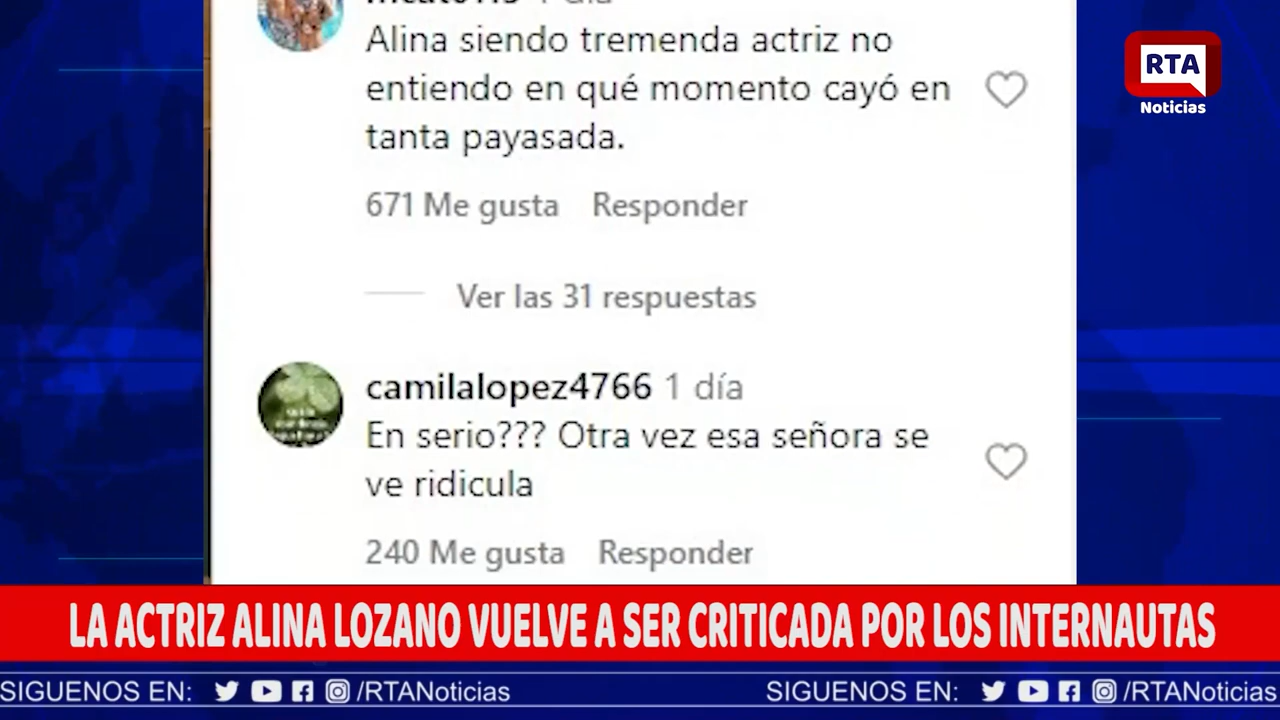 1 día
Alina siendo tremenda actriz no
entiendo en qué momento cayó en
tanta payasada.
671 Me gusta Responder
Ver las 31 respuestas
camilalopez4766 1 día
En serio??? Otra vez esa señora se
ve ridicula
240 Me gusta Responder
RTA
Noticias
LA ACTRIZ ALINA LOZANO VUELVE A SER CRITICADA POR LOS INTERNAUTAS
SIGUENOS EN: /RTANoticias SIGUENOS EN: /RTANoticias